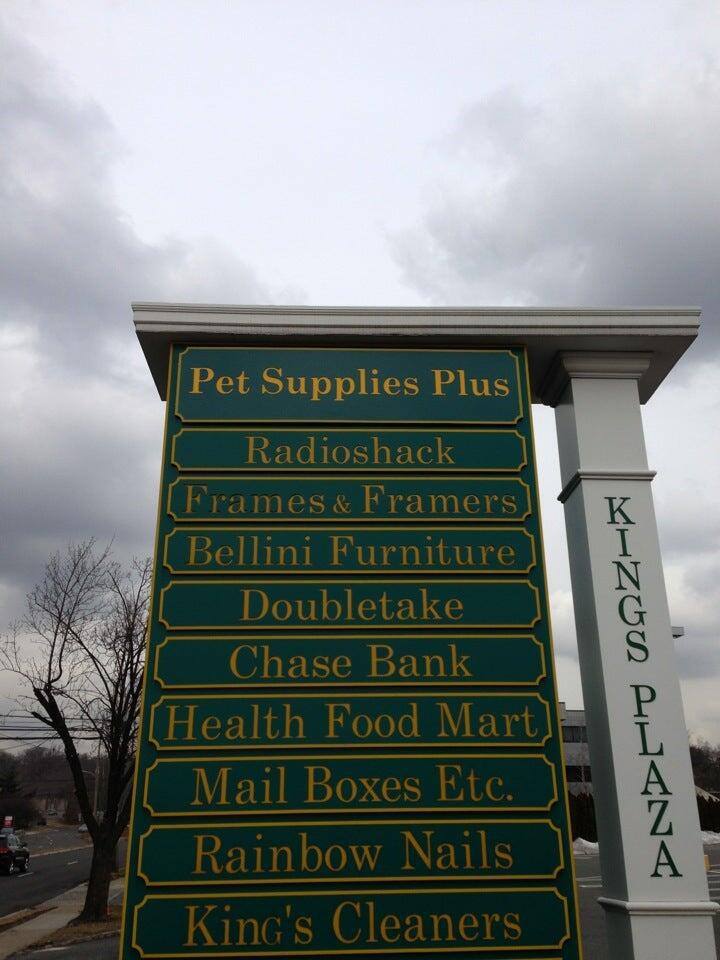 Pet Supplies Plus
Radioshack
Frames & Framers
Bellini Furniture
Doubletake
Chase Bank
Health Food Mart
Mail Boxes Etc.
Rainbow Nails
King's Cleaners
KINGS PLAZA